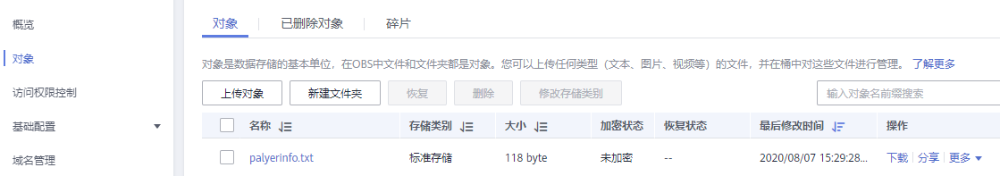 概览
对象
访问权限控制
基础配置
域名管理
对象 已删除对象 碎片
对象是数据存储的基本单位，在OBS中文件和文件夹都是对象。您可以上传任何类型（文本、图片、视频等）的文件，并在桶中对这些文件进行管理。 了解更多
上传对象 新建文件夹 恢复 删除 修改存储类别 输入对象名前缀搜索
名称 存储类别 大小 加密状态 恢复状态 最后修改时间 操作
palyerinfo.txt 标准存储 118 byte 未加密 -- 2020/08/07 15:29:28... 下载 分享 更多